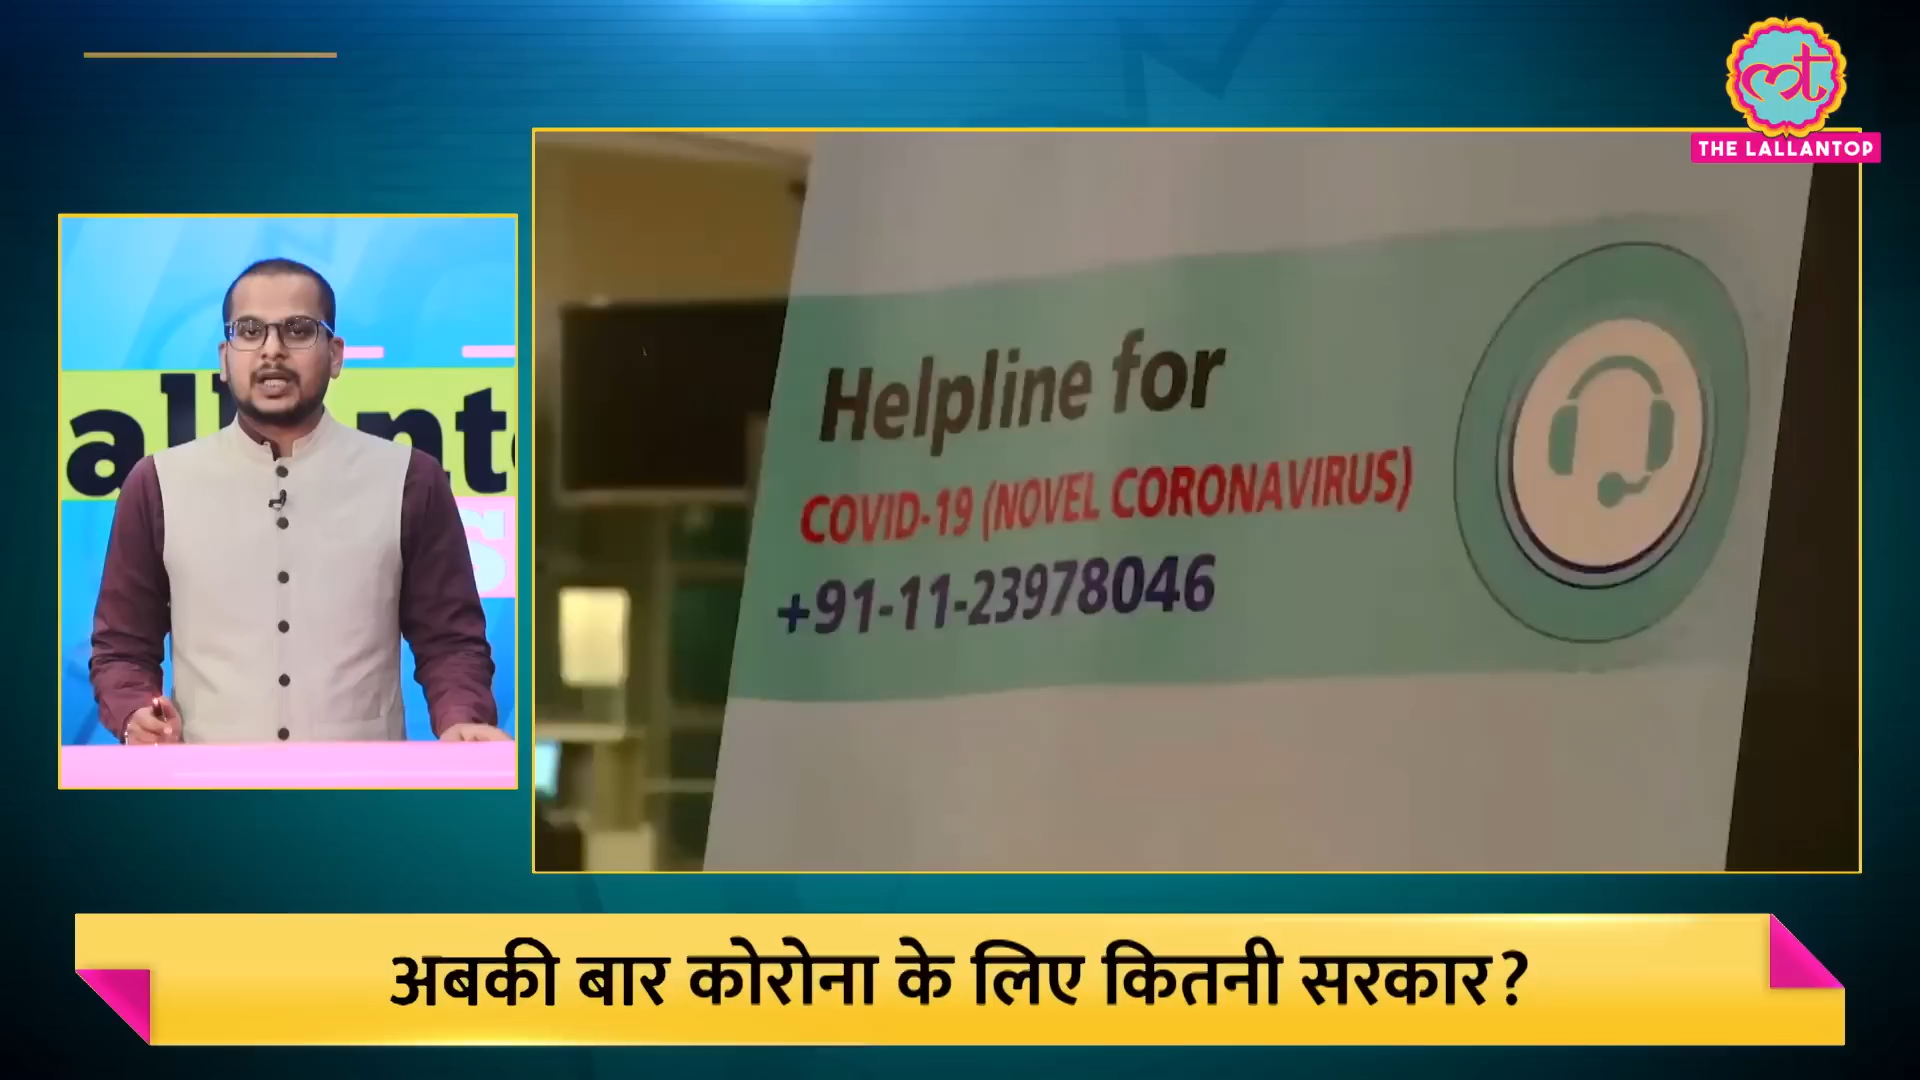 THE LALLANTOP
Helpline for
COVID-19 (NOVEL CORONAVIRUS)
+91-11-23978046
अबकी बार कोरोना के लिए कितनी सरकार?